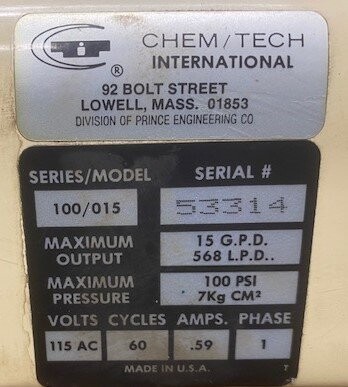 CHEM/TECH
INTERNATIONAL
®
92 BOLT STREET
LOWELL, MASS. 01853
DIVISION OF PRINCE ENGINEERING CO
SERIES/MODEL SERIAL #
100/015 53314
MAXIMUM OUTPUT 15 G.P.D.
568 L.P.D..
MAXIMUM PRESSURE 100 PSI
7Kg CM²
VOLTS CYCLES AMPS. PHASE
115 AC 60 .59 1
MADE IN U.S.A. T